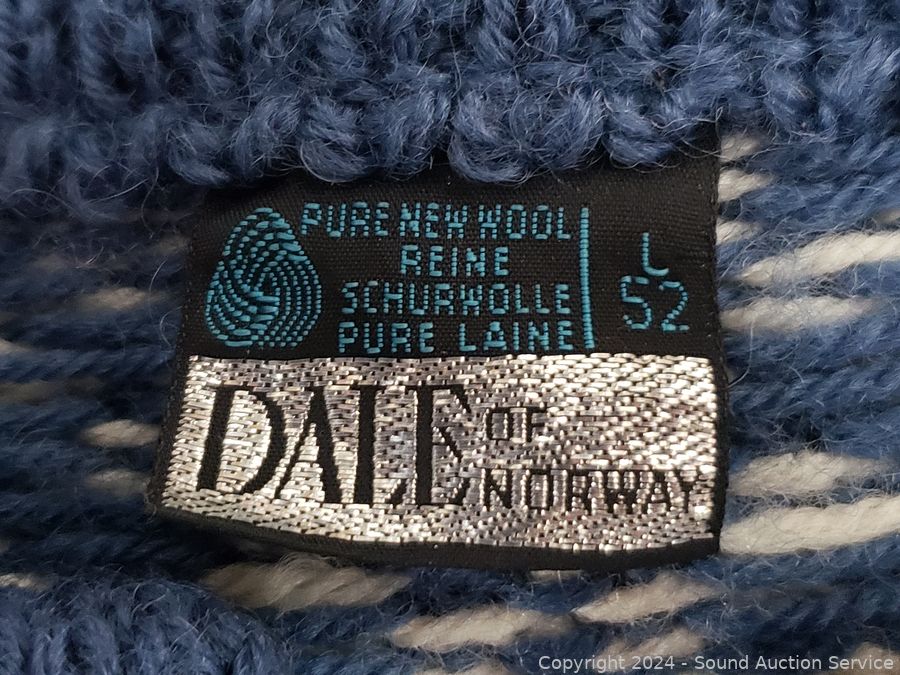 PURE NEW WOOL
REINE
SCHURWOLLE
PURE LAINE
L
52
DALE OF
NORWAY
Copyright © 2024 - Sound Auction Service